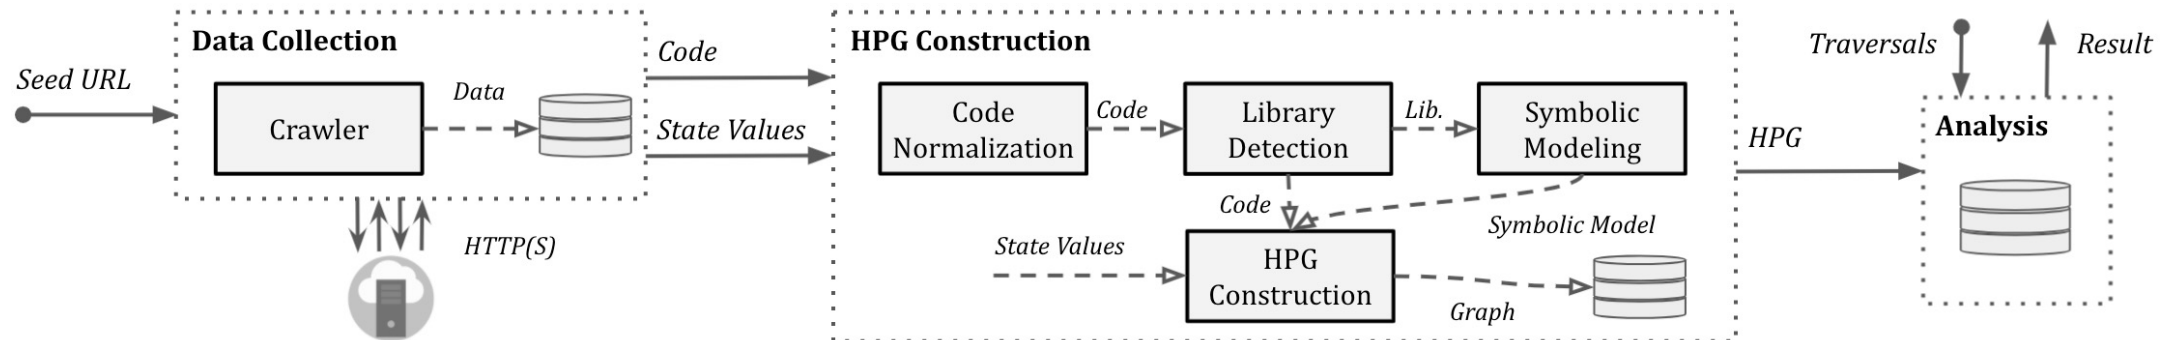 Seed URL
Data Collection
Crawler
Data
HTTP(S)
Code
State Values
HPG Construction
Code
Normalization
Code
Library
Detection
Lib.
Symbolic
Modeling
Code
Symbolic Model
State Values
HPG
Construction
Graph
HPG
Traversals
Result
Analysis